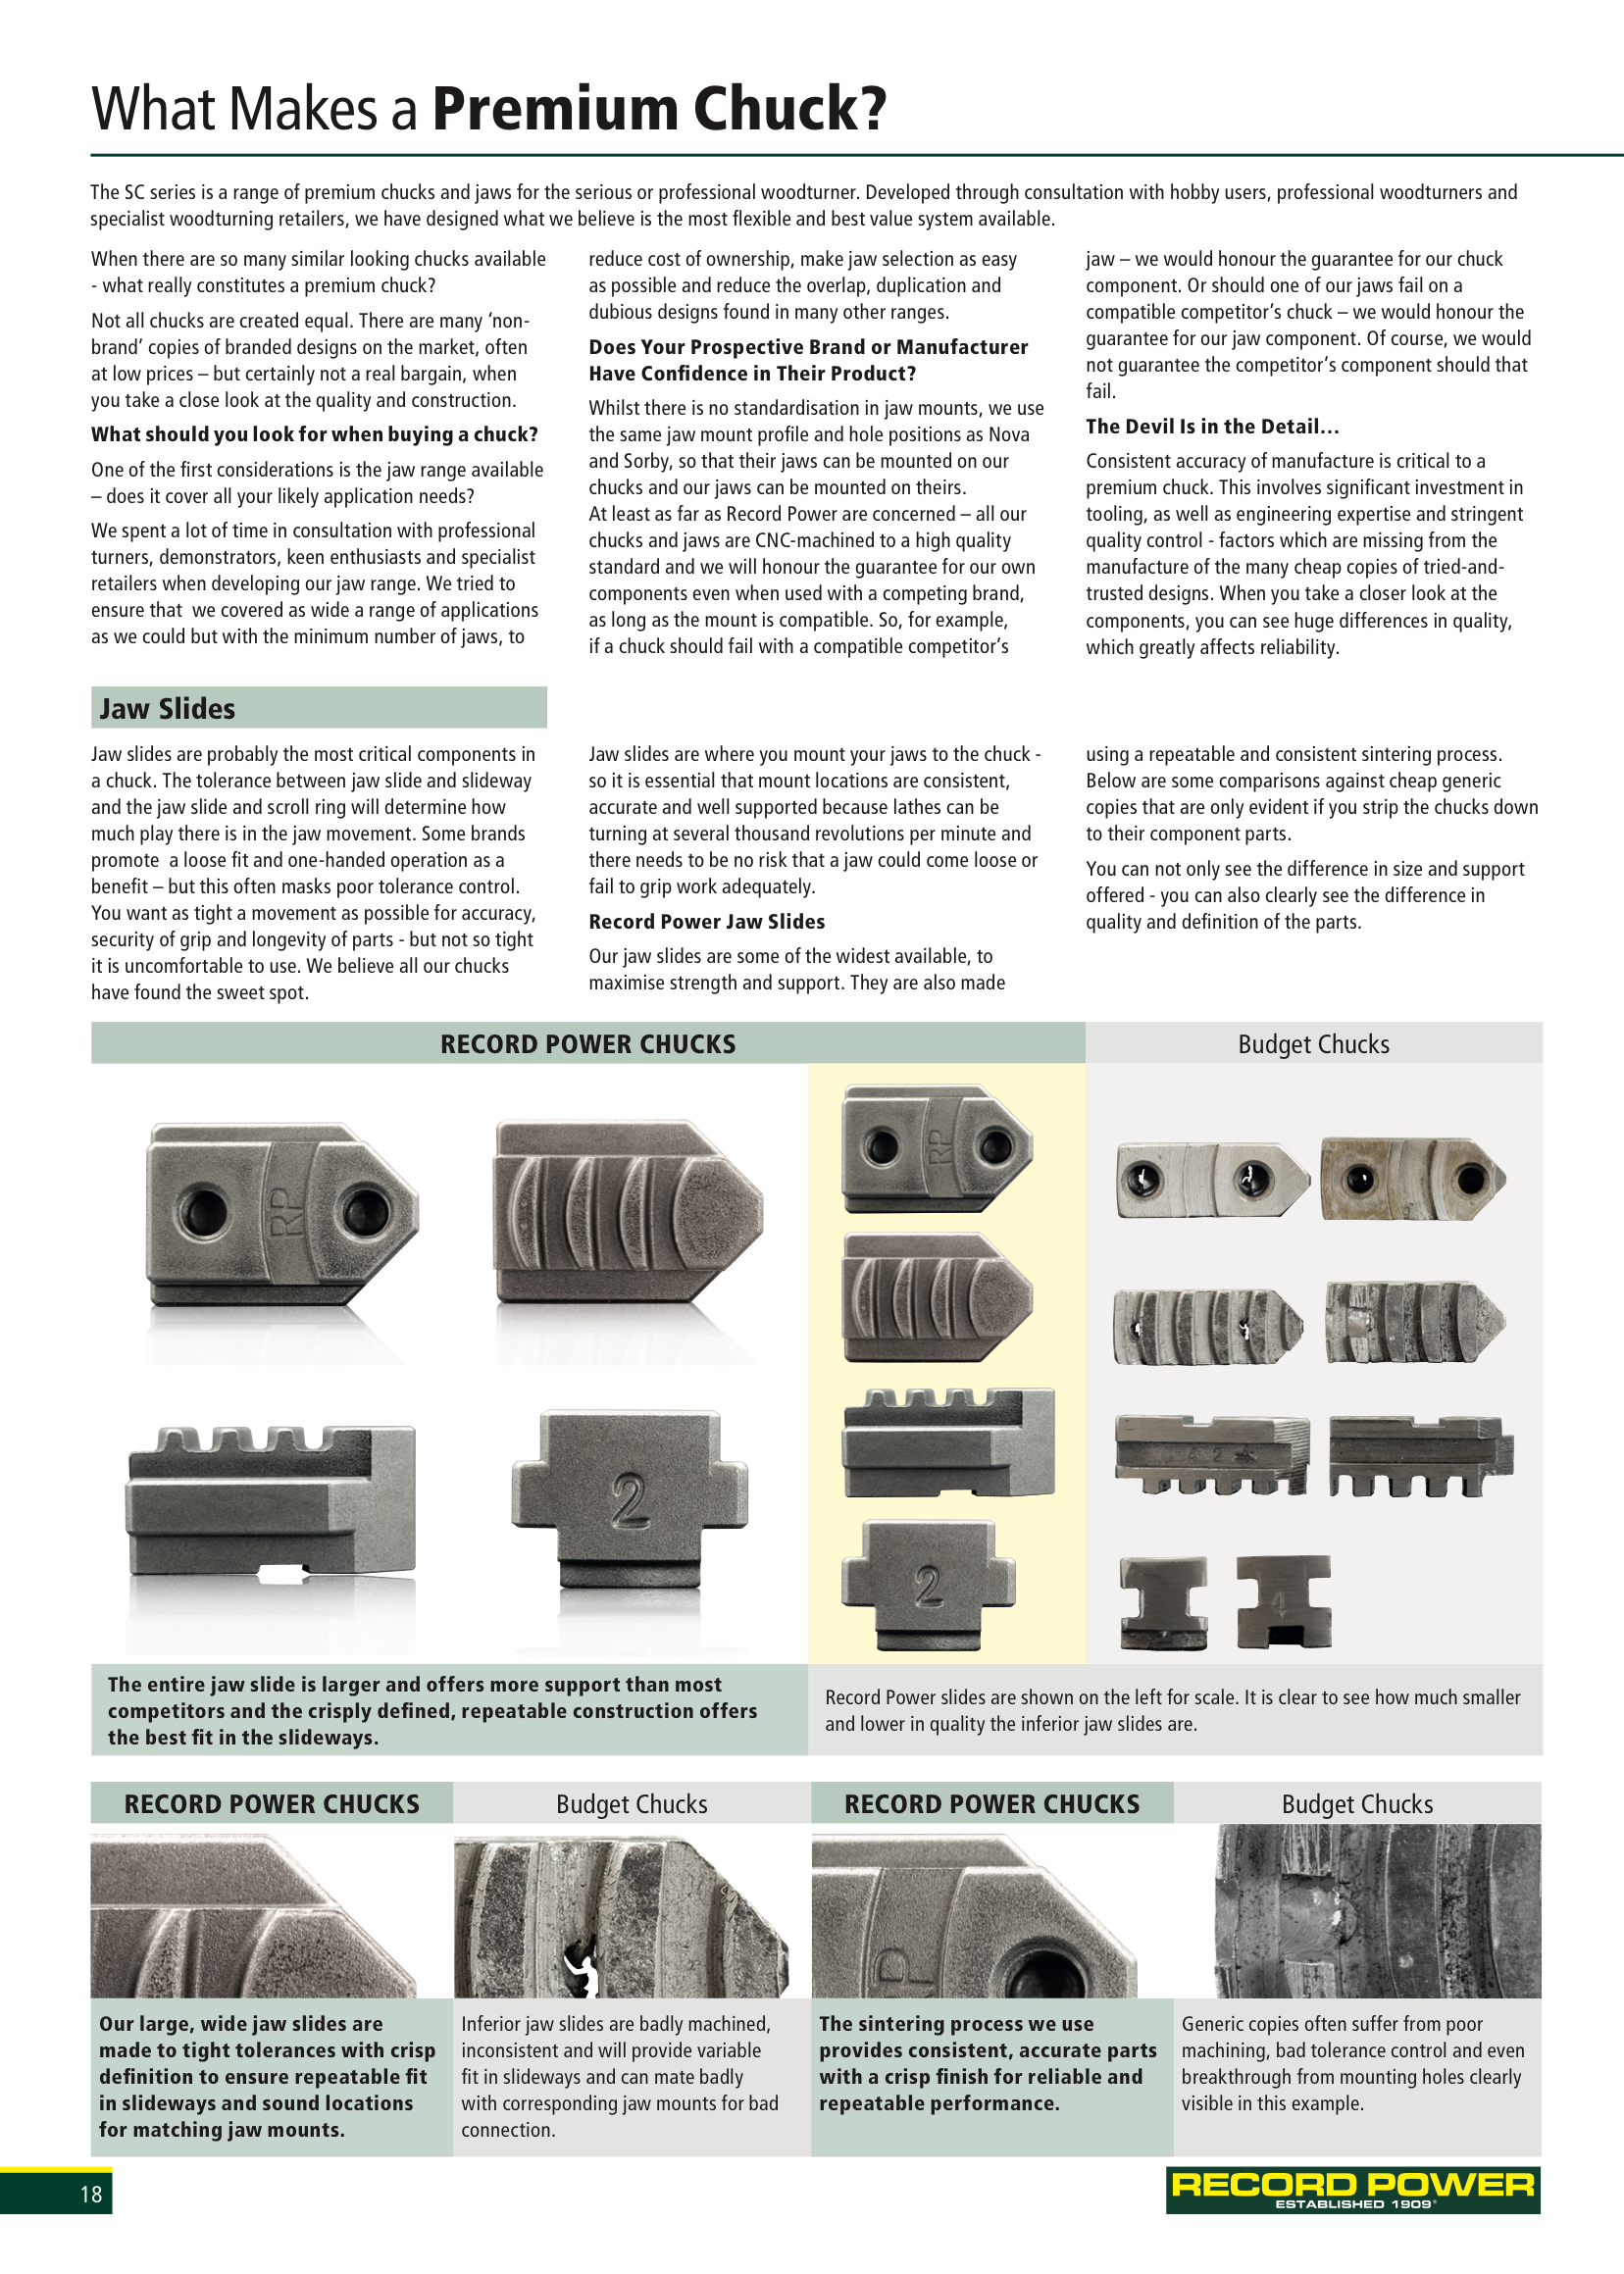 What Makes a Premium Chuck?
The SC series is a range of premium chucks and jaws for the serious or professional woodturner. Developed through consultation with hobby users, professional woodturners and
specialist woodturning retailers, we have designed what we believe is the most flexible and best value system available.
When there are so many similar looking chucks available
- what really constitutes a premium chuck?
Not all chucks are created equal. There are many ‘non-
brand’ copies of branded designs on the market, often
at low prices – but certainly not a real bargain, when
you take a close look at the quality and construction.
What should you look for when buying a chuck?
One of the first considerations is the jaw range available
– does it cover all your likely application needs?
We spent a lot of time in consultation with professional
turners, demonstrators, keen enthusiasts and specialist
retailers when developing our jaw range. We tried to
ensure that  we covered as wide a range of applications
as we could but with the minimum number of jaws, to
reduce cost of ownership, make jaw selection as easy
as possible and reduce the overlap, duplication and
dubious designs found in many other ranges.
Does Your Prospective Brand or Manufacturer
Have Confidence in Their Product?
Whilst there is no standardisation in jaw mounts, we use
the same jaw mount profile and hole positions as Nova
and Sorby, so that their jaws can be mounted on our
chucks and our jaws can be mounted on theirs.
At least as far as Record Power are concerned – all our
chucks and jaws are CNC-machined to a high quality
standard and we will honour the guarantee for our own
components even when used with a competing brand,
as long as the mount is compatible. So, for example,
if a chuck should fail with a compatible competitor’s
jaw – we would honour the guarantee for our chuck
component. Or should one of our jaws fail on a
compatible competitor’s chuck – we would honour the
guarantee for our jaw component. Of course, we would
not guarantee the competitor’s component should that
fail.
The Devil Is in the Detail...
Consistent accuracy of manufacture is critical to a
premium chuck. This involves significant investment in
tooling, as well as engineering expertise and stringent
quality control - factors which are missing from the
manufacture of the many cheap copies of tried-and-
trusted designs. When you take a closer look at the
components, you can see huge differences in quality,
which greatly affects reliability.
Jaw Slides
Jaw slides are probably the most critical components in
a chuck. The tolerance between jaw slide and slideway
and the jaw slide and scroll ring will determine how
much play there is in the jaw movement. Some brands
promote  a loose fit and one-handed operation as a
benefit – but this often masks poor tolerance control.
You want as tight a movement as possible for accuracy,
security of grip and longevity of parts - but not so tight
it is uncomfortable to use. We believe all our chucks
have found the sweet spot.
Jaw slides are where you mount your jaws to the chuck -
so it is essential that mount locations are consistent,
accurate and well supported because lathes can be
turning at several thousand revolutions per minute and
there needs to be no risk that a jaw could come loose or
fail to grip work adequately.
Record Power Jaw Slides
Our jaw slides are some of the widest available, to
maximise strength and support. They are also made
using a repeatable and consistent sintering process.
Below are some comparisons against cheap generic
copies that are only evident if you strip the chucks down
to their component parts.
You can not only see the difference in size and support
offered - you can also clearly see the difference in
quality and definition of the parts.
RECORD POWER CHUCKS
Budget Chucks
RP
2
RP
2
4
The entire jaw slide is larger and offers more support than most
competitors and the crisply defined, repeatable construction offers
the best fit in the slideways.
Record Power slides are shown on the left for scale. It is clear to see how much smaller
and lower in quality the inferior jaw slides are.
RECORD POWER CHUCKS
Budget Chucks
RECORD POWER CHUCKS
Budget Chucks
RP
Our large, wide jaw slides are
made to tight tolerances with crisp
definition to ensure repeatable fit
in slideways and sound locations
for matching jaw mounts.
Inferior jaw slides are badly machined,
inconsistent and will provide variable
fit in slideways and can mate badly
with corresponding jaw mounts for bad
connection.
The sintering process we use
provides consistent, accurate parts
with a crisp finish for reliable and
repeatable performance.
Generic copies often suffer from poor
machining, bad tolerance control and even
breakthrough from mounting holes clearly
visible in this example.
18
RECORD POWER
ESTABLISHED 1909®